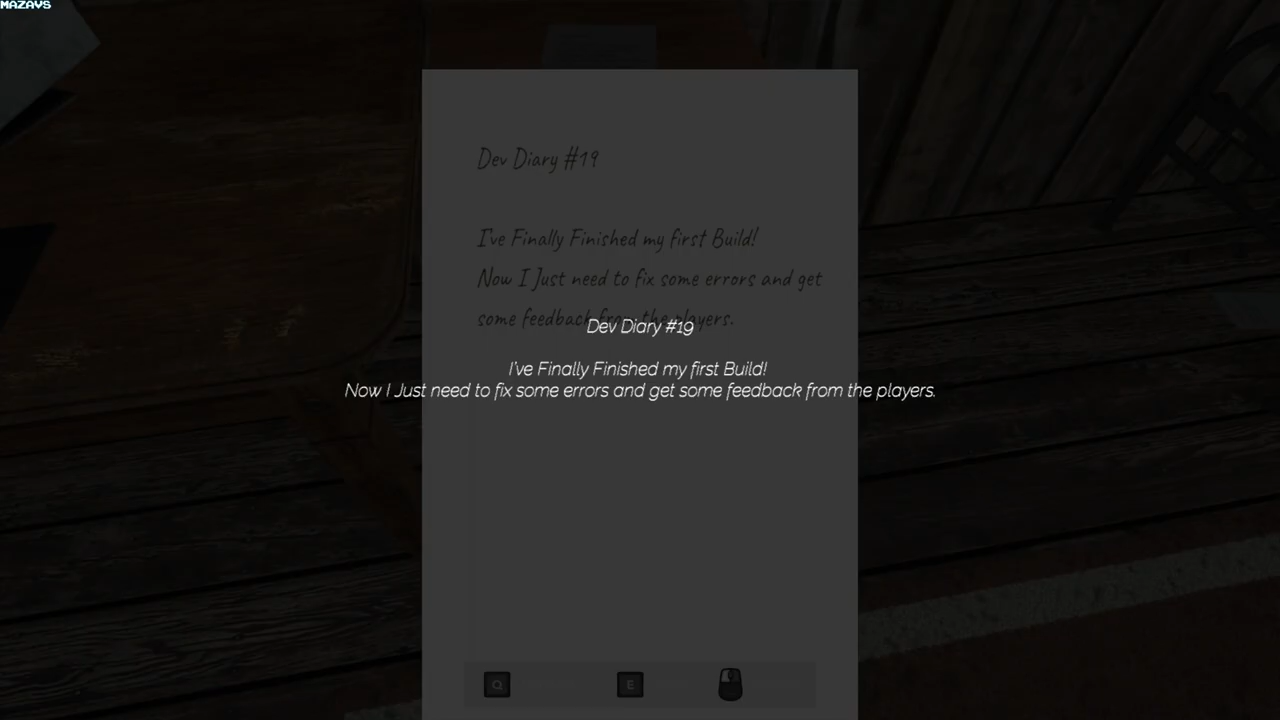 MAZAVS
Dev Diary #19
I've Finally Finished my first Build!
Now I Just need to fix some errors and get
some feedback from the players.
Dev Diary #19
I've Finally Finished my first Build!
Now I Just need to fix some errors and get some feedback from the players.
Q
E